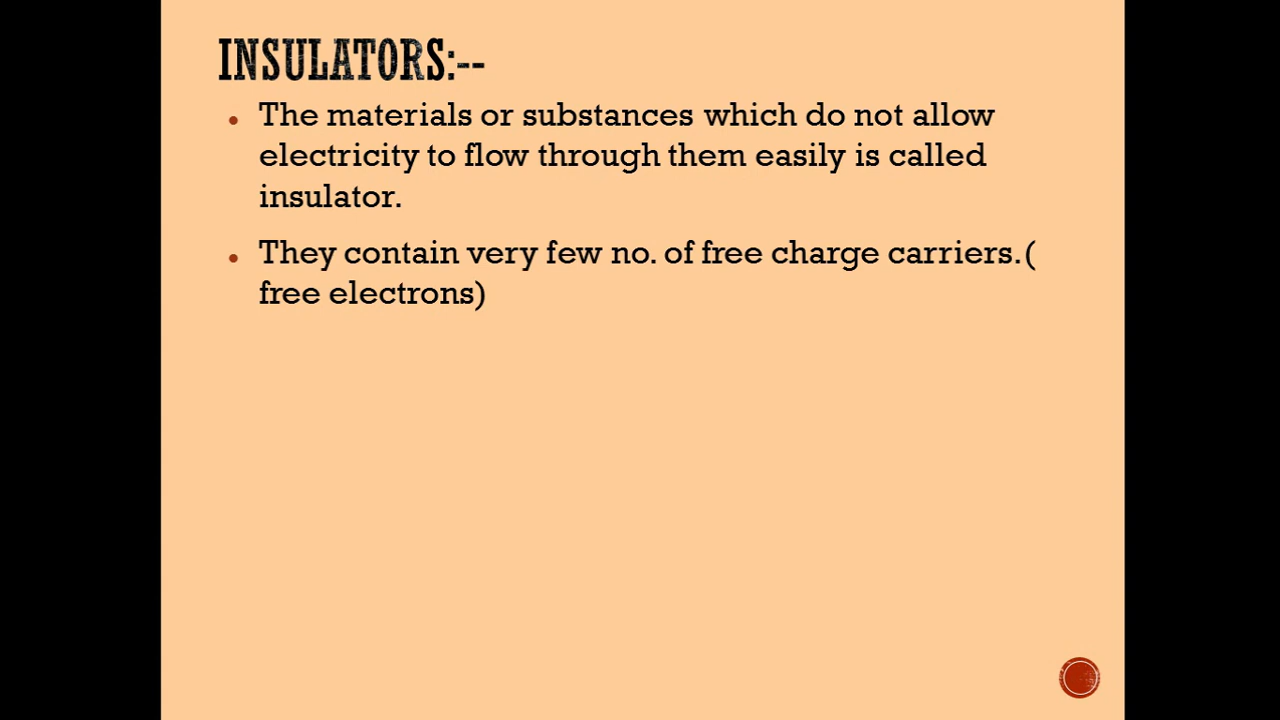 INSULATORS:--
• The materials or substances which do not allow
electricity to flow through them easily is called
insulator.
• They contain very few no. of free charge carriers.(
free electrons)